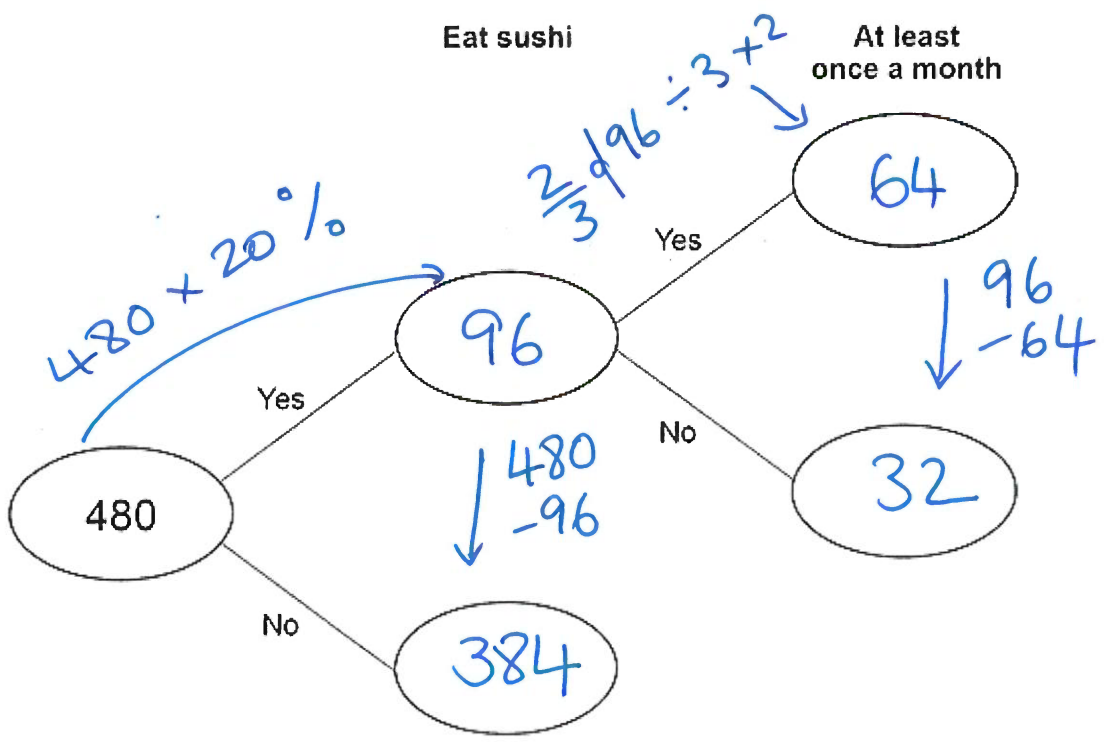 Eat sushi
At least
once a month
480 × 20%
2/3 of 96 ÷ 3 × 2
64
Yes
96
-64
96
Yes
480
-96
No
32
480
No
384